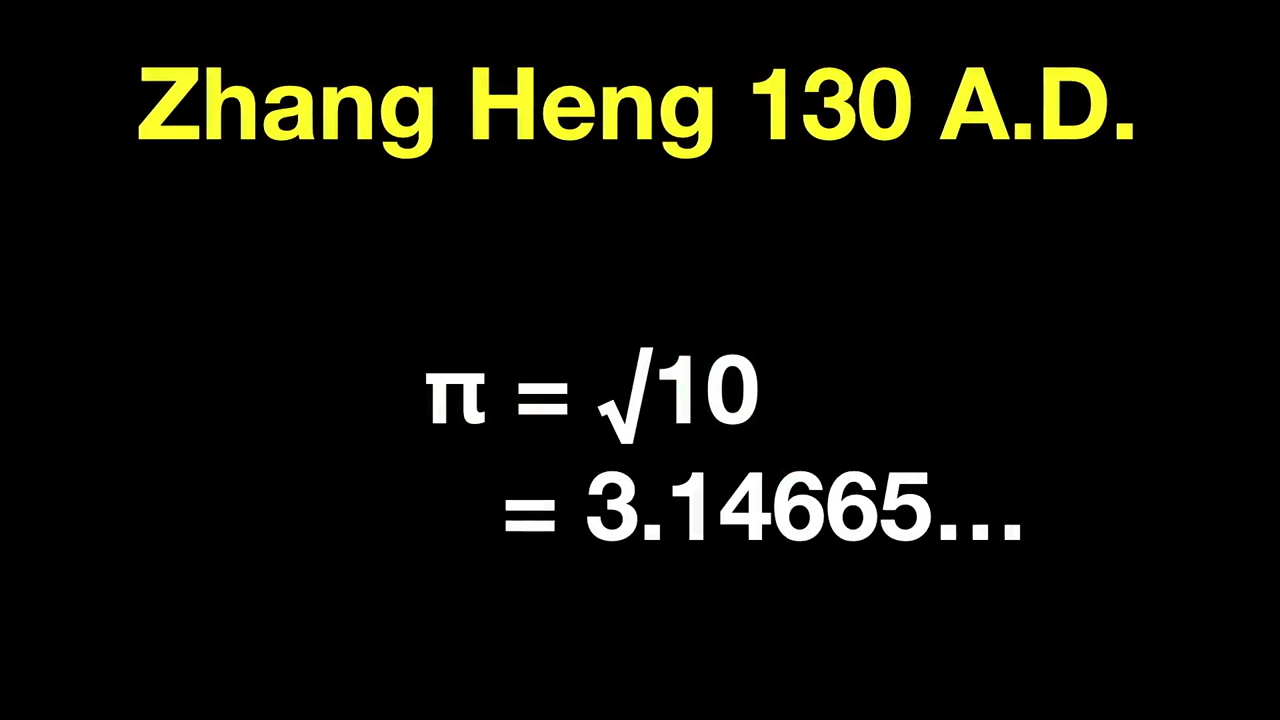 Zhang Heng 130 A.D.
π = √10
= 3.14665…